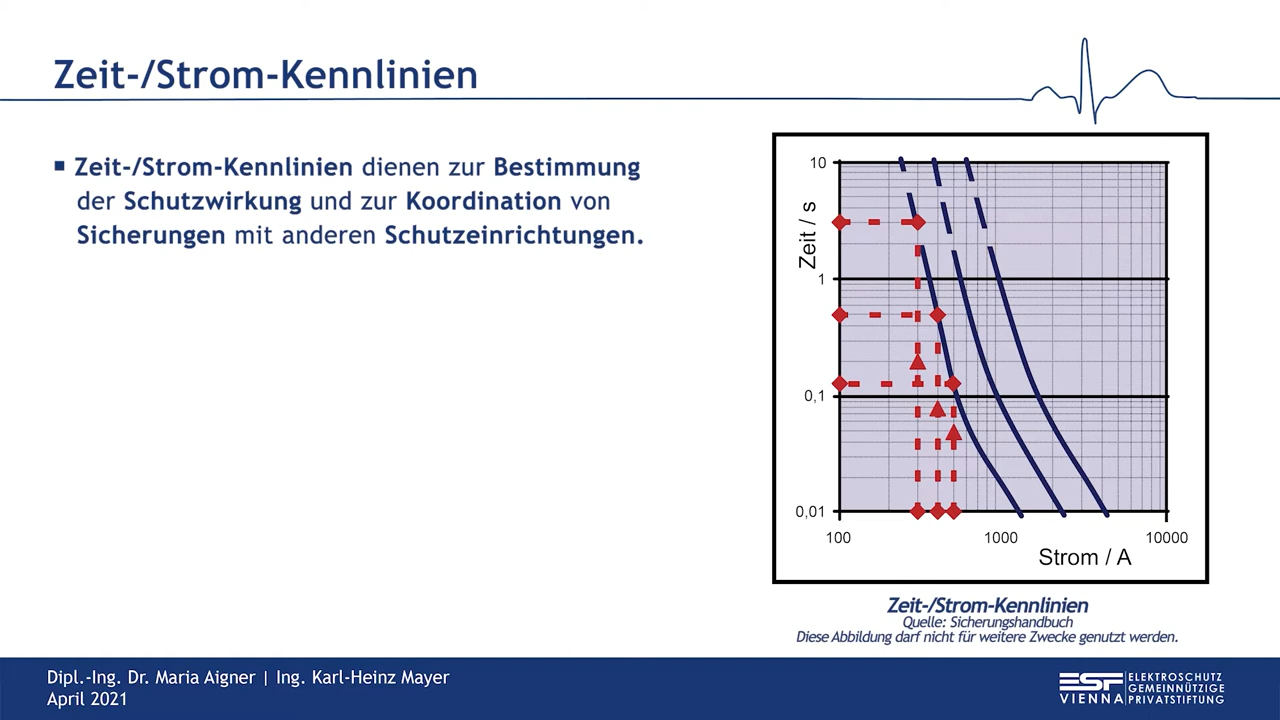 Zeit-/Strom-Kennlinien
▪ Zeit-/Strom-Kennlinien dienen zur Bestimmung
der Schutzwirkung und zur Koordination von
Sicherungen mit anderen Schutzeinrichtungen.
Zeit / s
10
1
0,1
0,01
100
1000
10000
Strom / A
Zeit-/Strom-Kennlinien
Quelle: Sicherungshandbuch
Diese Abbildung darf nicht für weitere Zwecke genutzt werden.
Dipl.-Ing. Dr. Maria Aigner | Ing. Karl-Heinz Mayer
April 2021
ESF
VIENNA
ELEKTROSCHUTZ
GEMEINNÜTZIGE
PRIVATSTIFTUNG